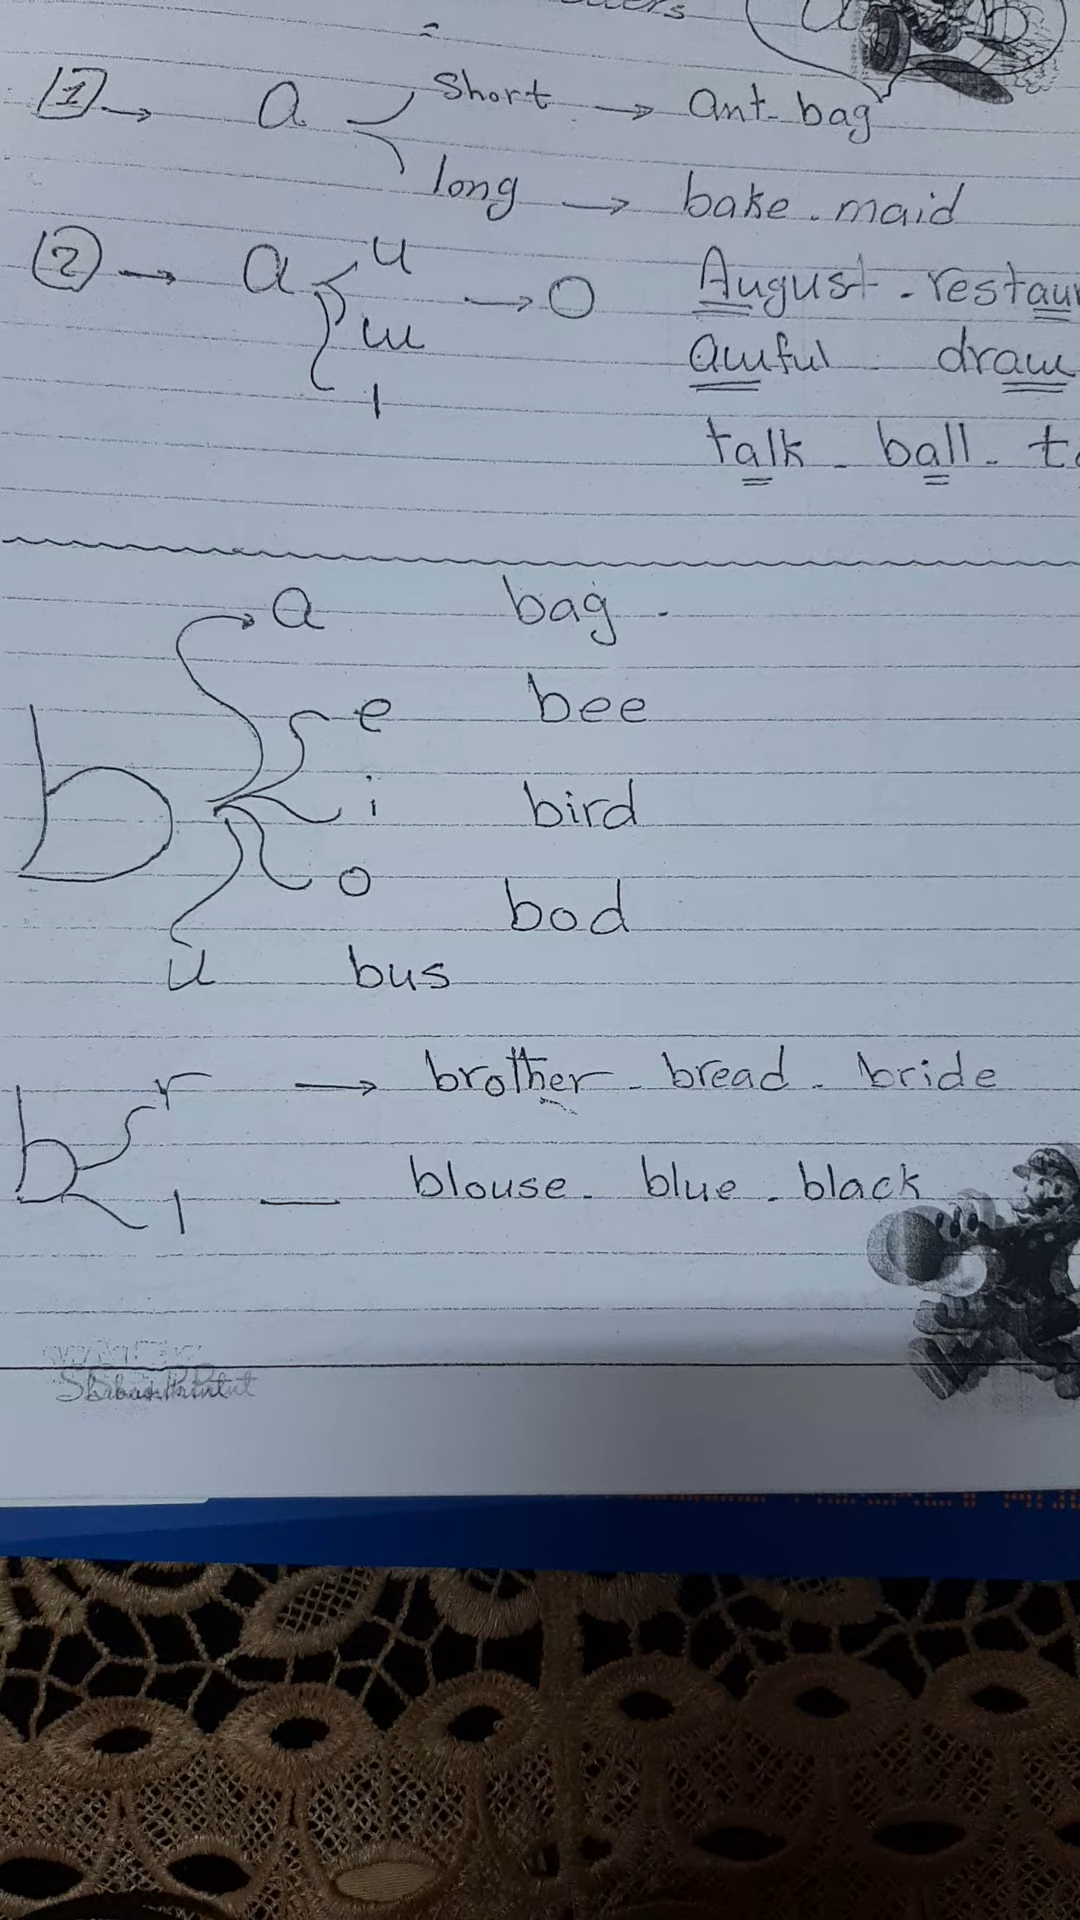 1 → a short → ant - bag
long → bake . maid
2 → a u → o August - restau
w awful draw
l talk - ball - t
a bag -
b e bee
i bird
o bod
u bus
b r → brother - bread - bride
l — blouse - blue - black